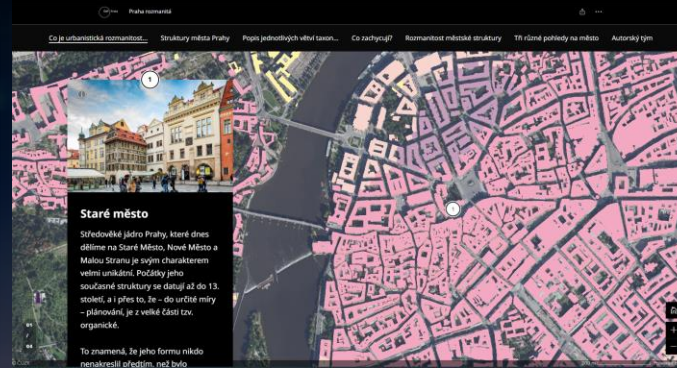 Praha rozmanitá
Co je urbanistická rozmanitost...
Struktury města Prahy
Popis jednotlivých větví taxon...
Co zachycují?
Rozmanitost městské struktury
Tři různé pohledy na město
Autorský tým
1
Staré město
Středověké jádro Prahy, které dnes
dělíme na Staré Město, Nové Město a
Malou Stranu je svým charakterem
velmi unikátní. Počátky jeho
současné struktury se datují až do 13.
století, a i přes to, že – do určité míry
– plánování, je z velké části tzv.
organické.
To znamená, že jeho formu nikdo
nenakreslil předtím, než bylo